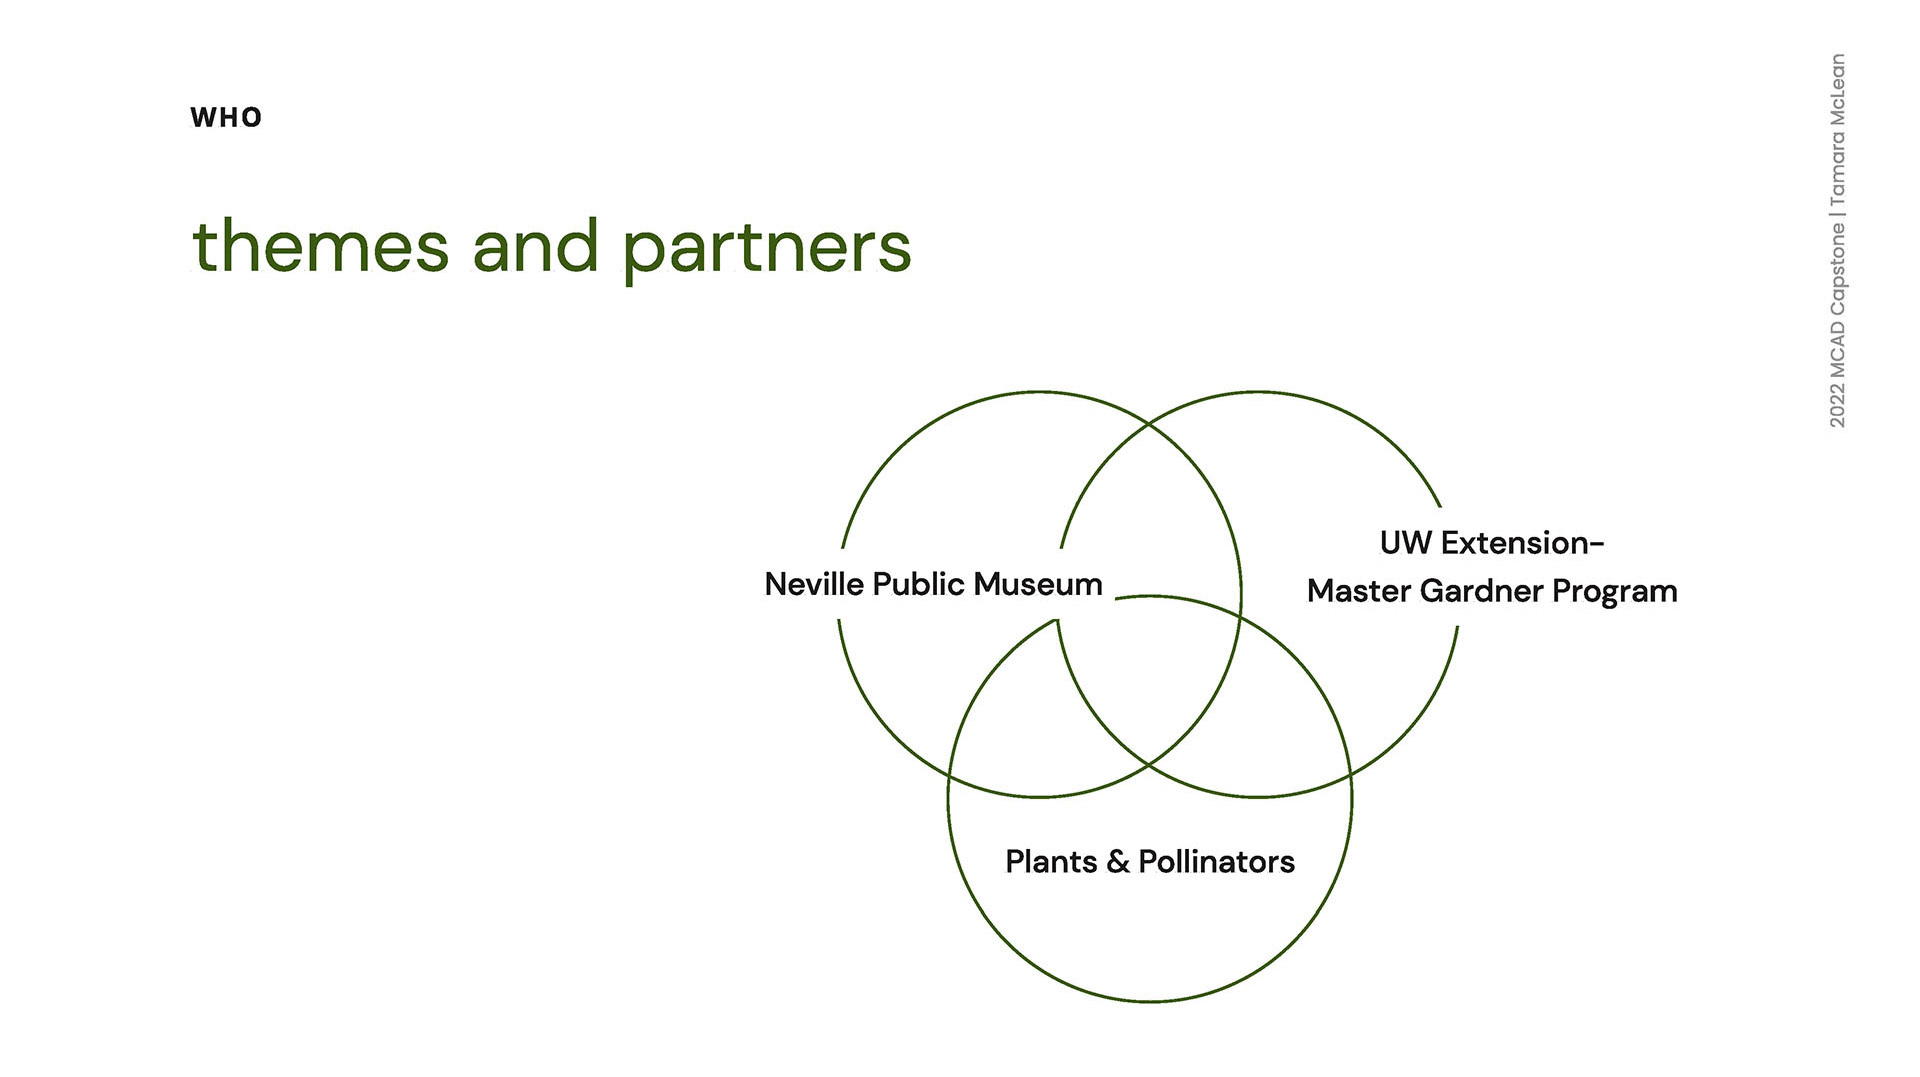 WHO
themes and partners
2022 MCAD Capstone | Tamara McLean
Neville Public Museum
UW Extension–
Master Gardner Program
Plants & Pollinators